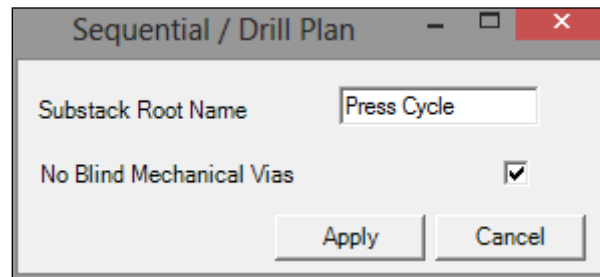 Sequential / Drill Plan
Substack Root Name Press Cycle
No Blind Mechanical Vias
Apply Cancel